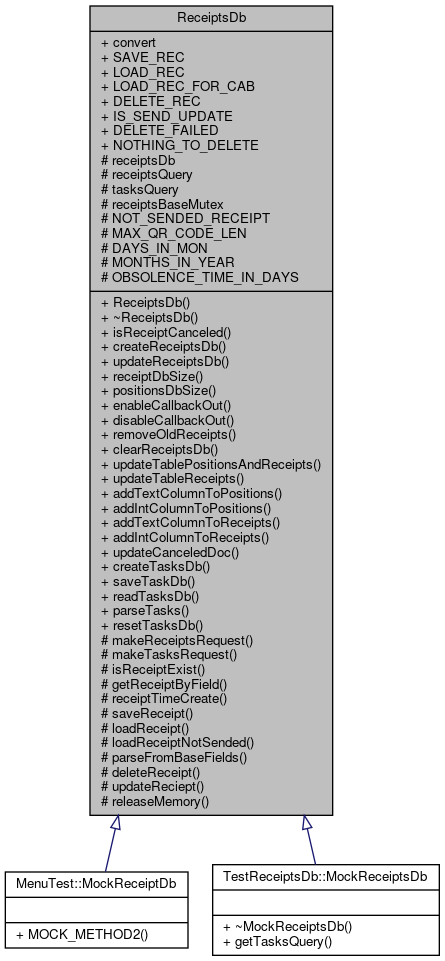 ReceiptsDb
+ convert
+ SAVE_REC
+ LOAD_REC
+ LOAD_REC_FOR_CAB
+ DELETE_REC
+ IS_SEND_UPDATE
+ DELETE_FAILED
+ NOTHING_TO_DELETE
# receiptsDb
# receiptsQuery
# tasksQuery
# receiptsBaseMutex
# NOT_SENDED_RECEIPT
# MAX_QR_CODE_LEN
# DAYS_IN_MON
# MONTHS_IN_YEAR
# OBSOLENCE_TIME_IN_DAYS
+ ReceiptsDb()
+ ~ReceiptsDb()
+ isReceiptCanceled()
+ createReceiptsDb()
+ updateReceiptsDb()
+ receiptDbSize()
+ positionsDbSize()
+ enableCallbackOut()
+ disableCallbackOut()
+ removeOldReceipts()
+ clearReceiptsDb()
+ updateTablePositionsAndReceipts()
+ updateTableReceipts()
+ addTextColumnToPositions()
+ addIntColumnToPositions()
+ addTextColumnToReceipts()
+ addIntColumnToReceipts()
+ updateCanceledDoc()
+ createTasksDb()
+ saveTaskDb()
+ readTasksDb()
+ parseTasks()
+ resetTasksDb()
# makeReceiptsRequest()
# makeTasksRequest()
# isReceiptExist()
# getReceiptByField()
# receiptTimeCreate()
# saveReceipt()
# loadReceipt()
# loadReceiptNotSended()
# parseFromBaseFields()
# deleteReceipt()
# updateReciept()
# releaseMemory()
MenuTest::MockReceiptDb
+ MOCK_METHOD2()
TestReceiptsDb::MockReceiptsDb
+ ~MockReceiptsDb()
+ getTasksQuery()